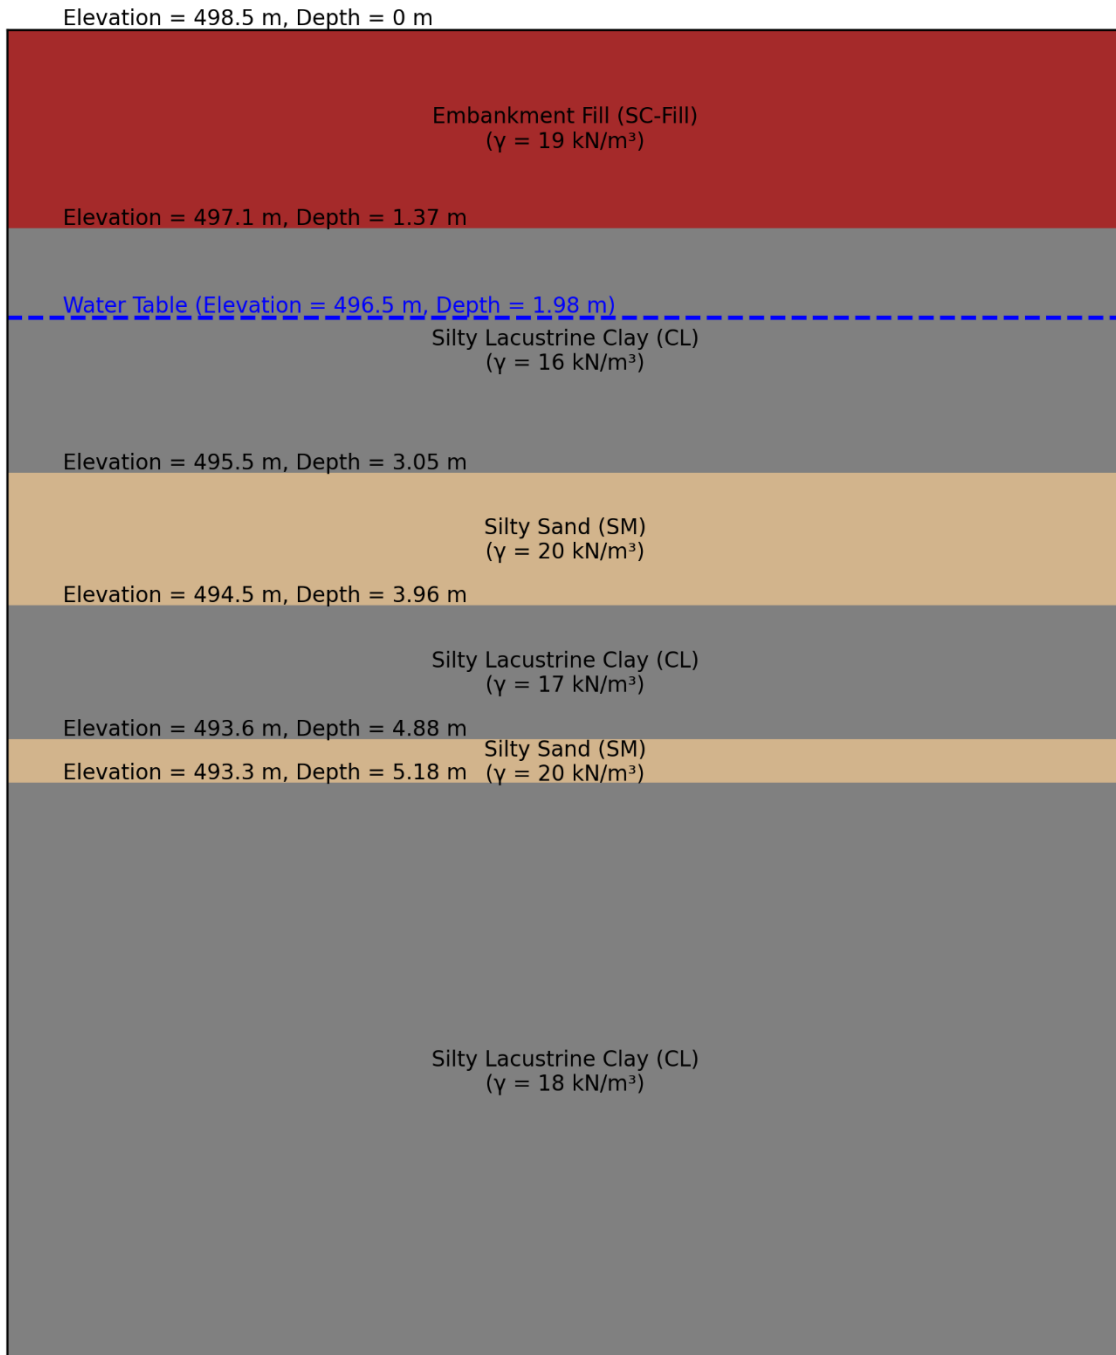 Elevation = 498.5 m, Depth = 0 m
Embankment Fill (SC-Fill)
(γ = 19 kN/m³)
Elevation = 497.1 m, Depth = 1.37 m
Water Table (Elevation = 496.5 m, Depth = 1.98 m)
Silty Lacustrine Clay (CL)
(γ = 16 kN/m³)
Elevation = 495.5 m, Depth = 3.05 m
Silty Sand (SM)
(γ = 20 kN/m³)
Elevation = 494.5 m, Depth = 3.96 m
Silty Lacustrine Clay (CL)
(γ = 17 kN/m³)
Elevation = 493.6 m, Depth = 4.88 m
Silty Sand (SM)
Elevation = 493.3 m, Depth = 5.18 m
(γ = 20 kN/m³)
Silty Lacustrine Clay (CL)
(γ = 18 kN/m³)